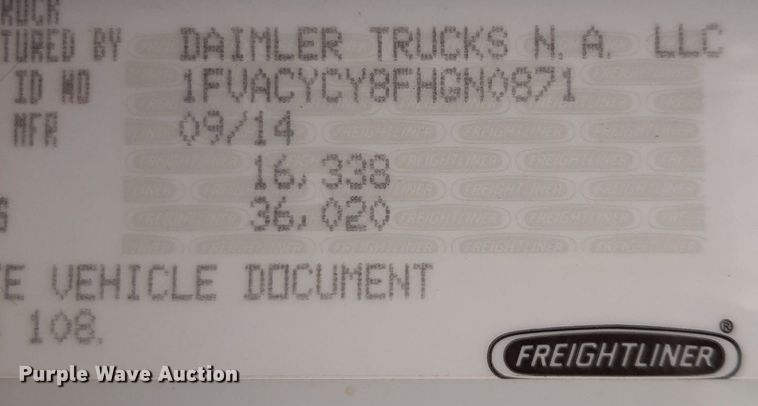 TRUCK
TURED BY DAIMLER TRUCKS N. A. LLC
ID NO 1FVACYCY8FHGN0871
MFR 09/14
16,338
36,020
E VEHICLE DOCUMENT
108.
FREIGHTLINER®
Purple Wave Auction